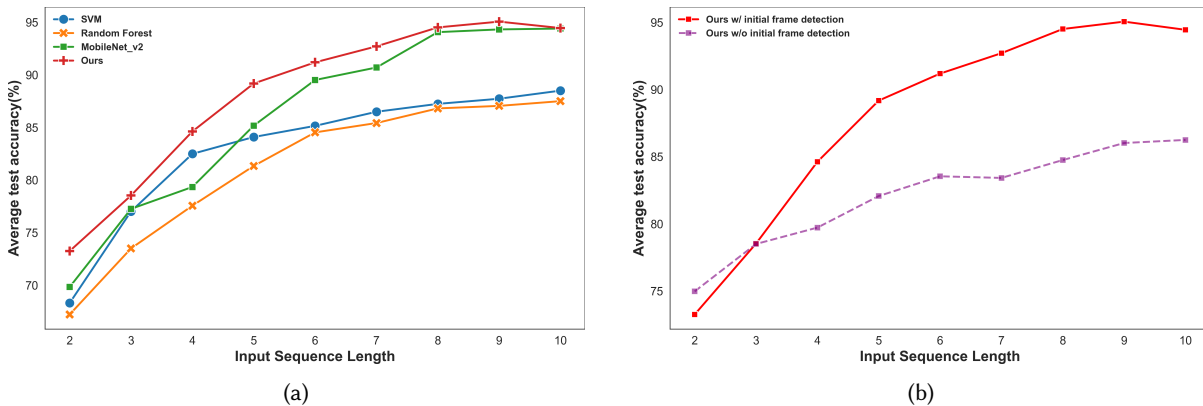 SVM
Random Forest
MobileNet_v2
Ours
Average test accuracy(%)
95
90
85
80
75
70
2 3 4 5 6 7 8 9 10
Input Sequence Length
(a)
Ours w/ initial frame detection
Ours w/o initial frame detection
Average test accuracy(%)
95
90
85
80
75
2 3 4 5 6 7 8 9 10
Input Sequence Length
(b)